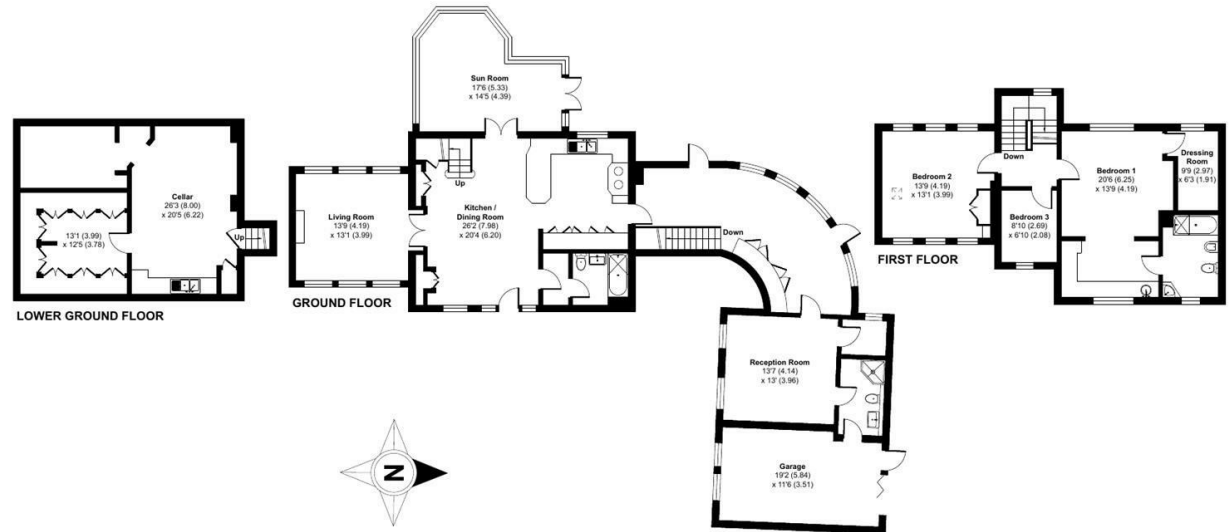 Cellar
26'3 (8.00)
x 20'5 (6.22)
13'1 (3.99)
x 12'5 (3.78)
Up
LOWER GROUND FLOOR
Sun Room
17'6 (5.33)
x 14'5 (4.39)
Up
Living Room
13'9 (4.19)
x 13'1 (3.99)
Kitchen /
Dining Room
26'2 (7.98)
x 20'4 (6.20)
Down
GROUND FLOOR
Reception Room
13'7 (4.14)
x 13' (3.96)
Garage
19'2 (5.84)
x 11'6 (3.51)
N
Bedroom 2
13'9 (4.19)
x 13'1 (3.99)
Down
Bedroom 1
20'6 (6.25)
x 13'9 (4.19)
Dressing
Room
9'9 (2.97)
x 6'3 (1.91)
Bedroom 3
8'10 (2.69)
x 6'10 (2.08)
FIRST FLOOR